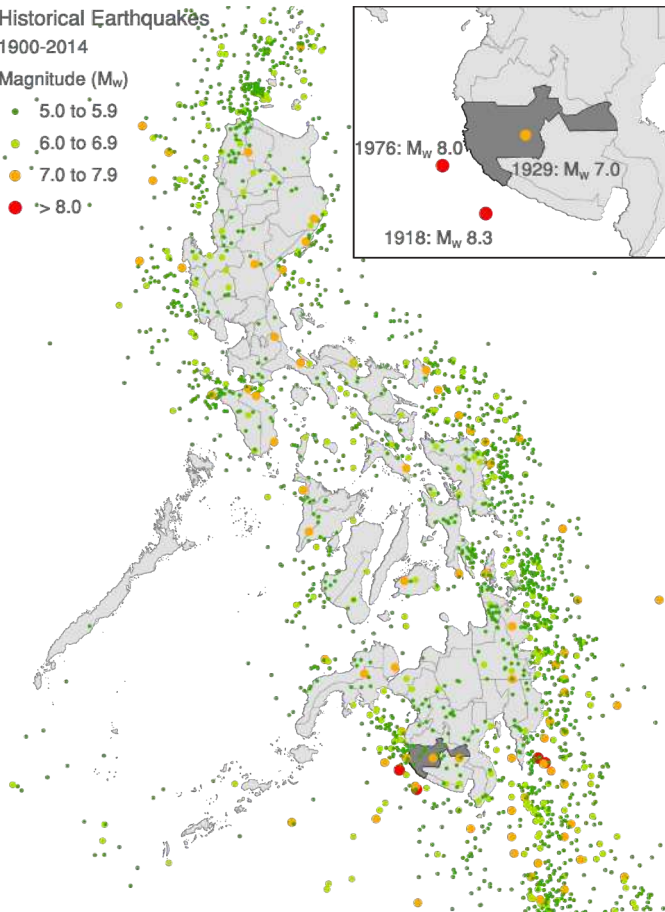 Historical Earthquakes
1900-2014
Magnitude (Mw)
5.0 to 5.9
6.0 to 6.9
7.0 to 7.9
> 8.0
1976: Mw 8.0
1929: Mw 7.0
1918: Mw 8.3